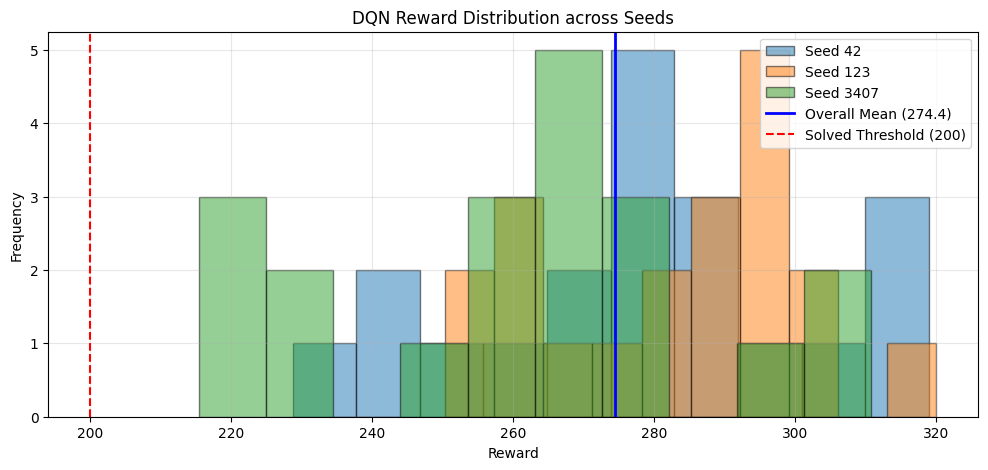 DQN Reward Distribution across Seeds
Seed 42
Seed 123
Seed 3407
Overall Mean (274.4)
Solved Threshold (200)
Frequency
5
4
3
2
1
0
200 220 240 260 280 300 320
Reward